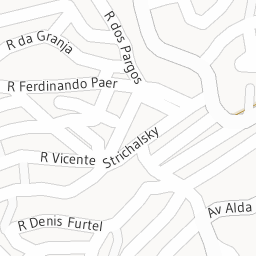 R dos Pargos
R da Granja
R Ferdinando Paer
R Vicente Strichalsky
Av Alda
R Denis Furtel